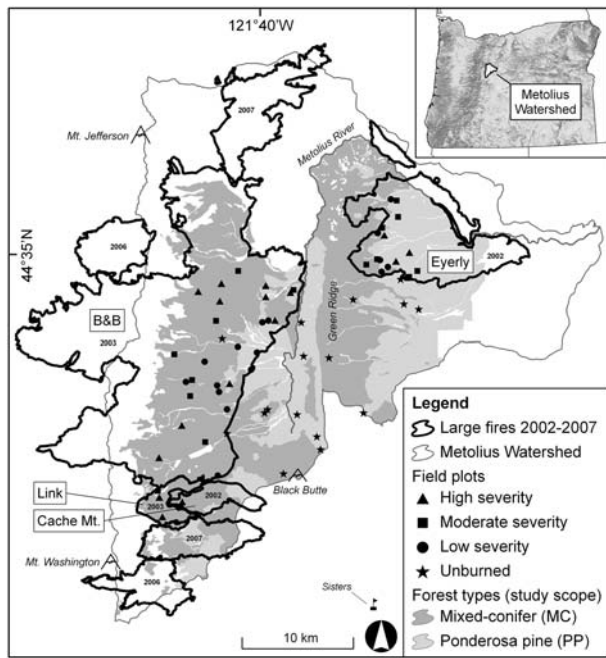 121°40'W
44°35'N
Metolius
Watershed
2007
Mt. Jefferson
Metolius River
2006
Eyerly
2002
B&B
2003
Green Ridge
Link
Cache Mt.
2003
2002
Black Butte
2007
Mt. Washington
2006
Sisters
10 km
Legend
Large fires 2002-2007
Metolius Watershed
Field plots
High severity
Moderate severity
Low severity
Unburned
Forest types (study scope)
Mixed-conifer (MC)
Ponderosa pine (PP)